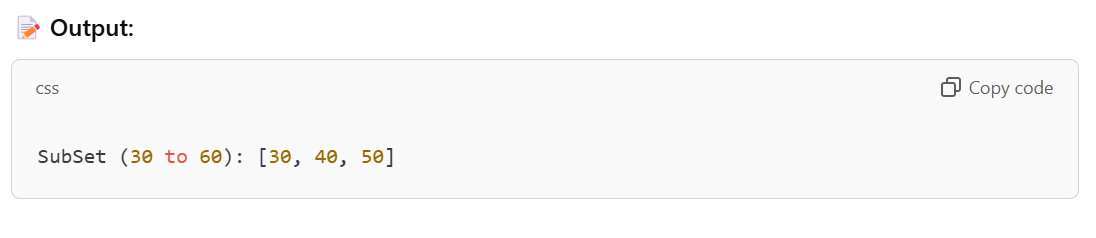 📝 Output:
css
Copy code
SubSet (30 to 60): [30, 40, 50]